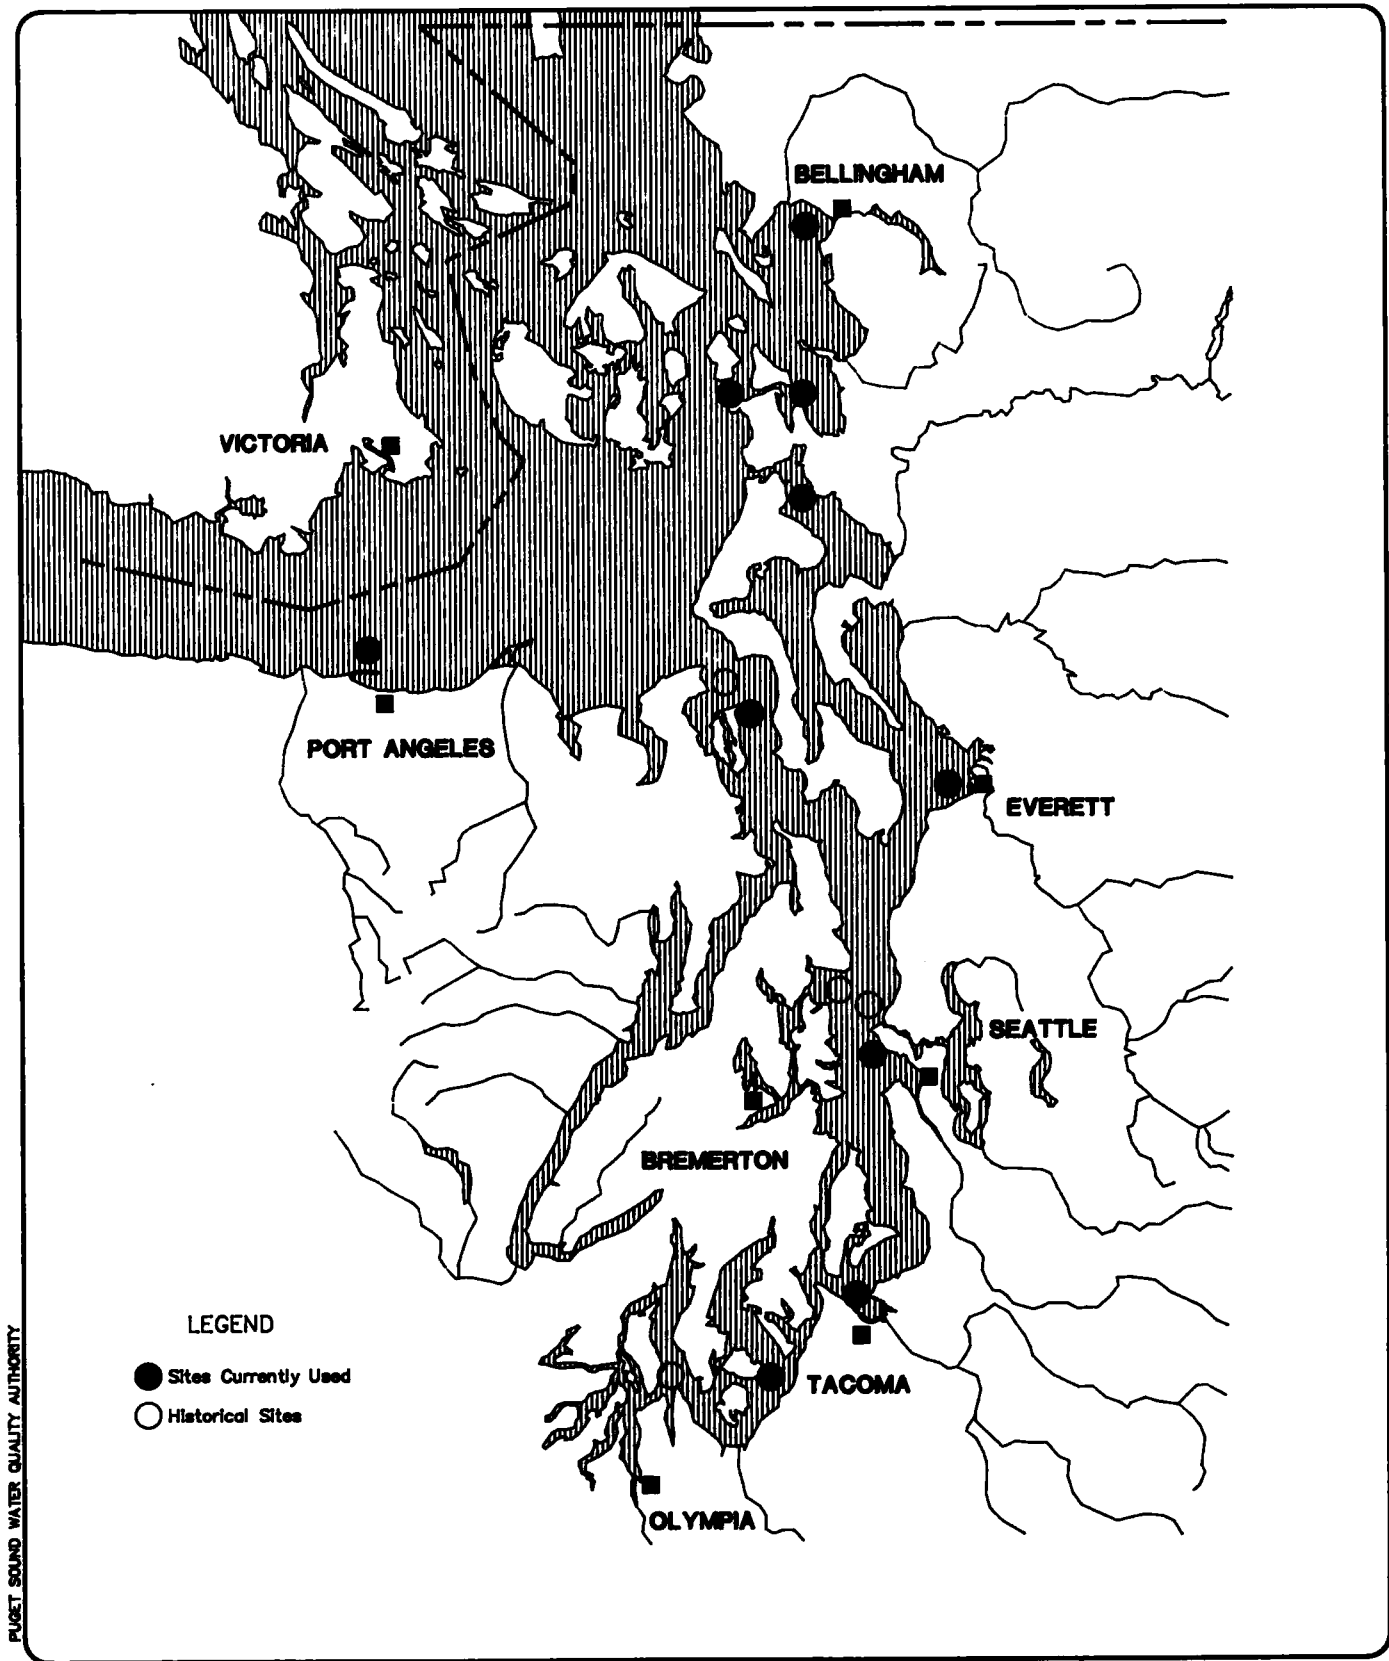 BELLINGHAM
VICTORIA
PORT ANGELES
EVERETT
SEATTLE
BREMERTON
LEGEND
Sites Currently Used
Historical Sites
TACOMA
OLYMPIA
PUGET SOUND WATER QUALITY AUTHORITY